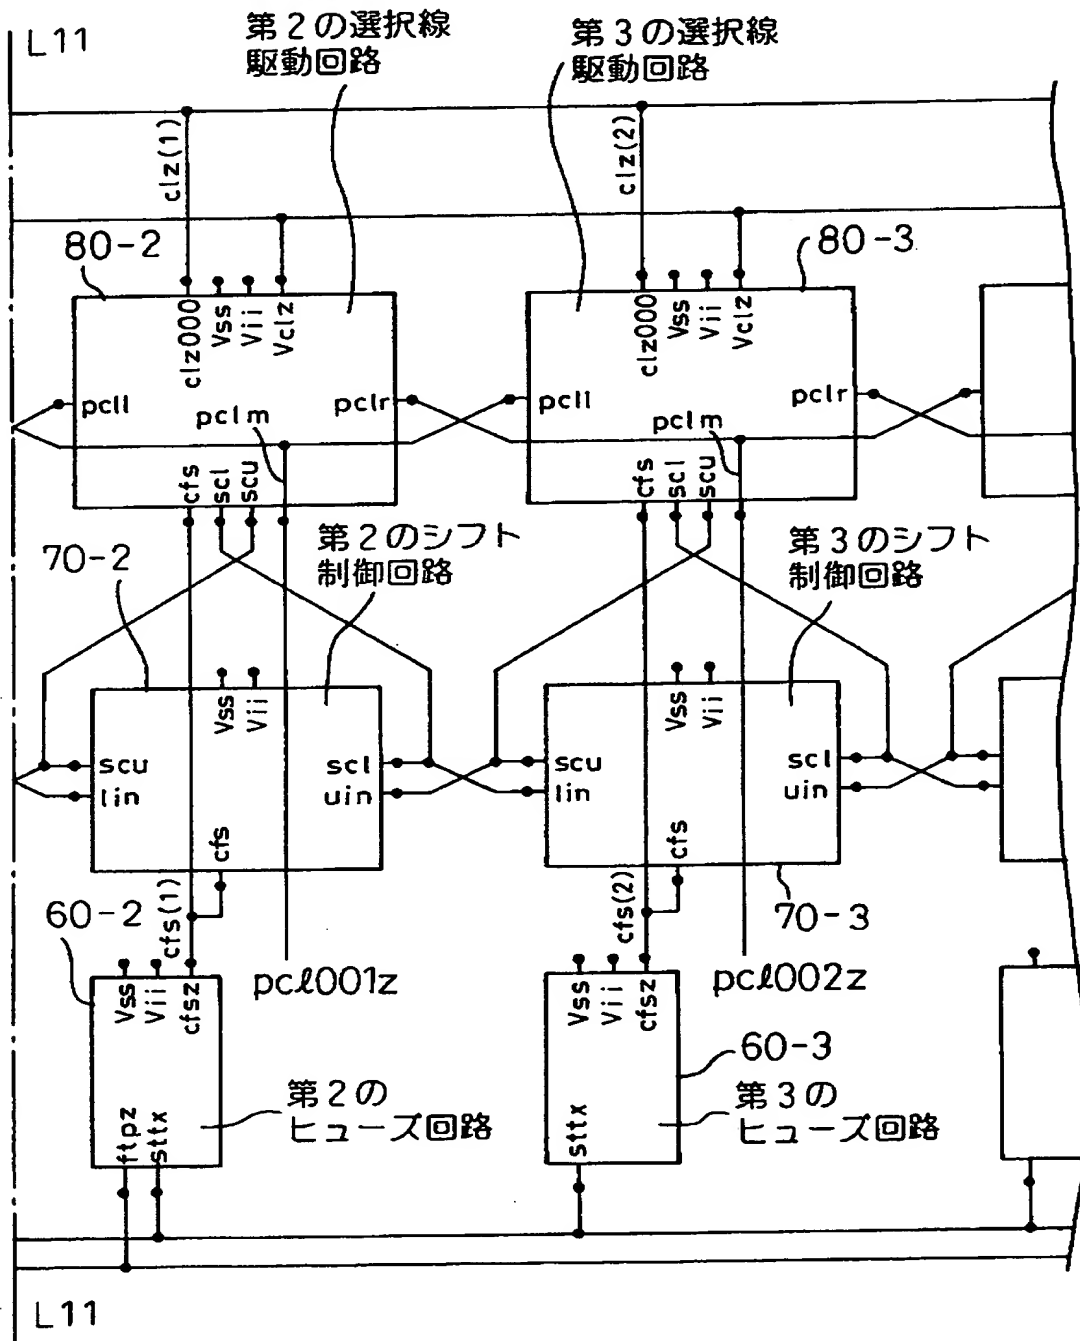 L11
第2の選択線
駆動回路
第3の選択線
駆動回路
clz(1)
clz(2)
80-2
80-3
clz000
Vss
Vii
Vclz
pcll
pclr
pclm
cfs
scl
scu
clz000
Vss
Vii
Vclz
pcll
pclr
pclm
cfs
scl
scu
70-2
第2のシフト
制御回路
第3のシフト
制御回路
Vss
Vii
scu
lin
scl
uin
cfs
Vss
Vii
scu
lin
scl
uin
cfs
70-3
60-2
cfs(1)
cfs(2)
pcl001z
pcl002z
Vss
Vii
cfsz
ftpz
sttx
第2の
ヒューズ回路
Vss
Vii
cfsz
sttx
60-3
第3の
ヒューズ回路
L11